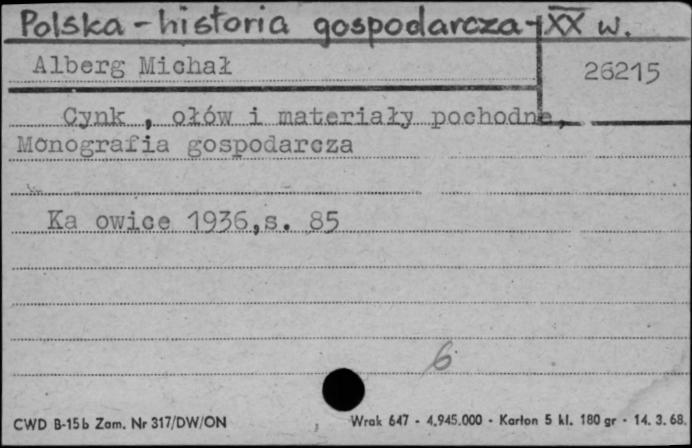 Polska - historia gospodarcza - XX w.
Alberg Michał
26215
Cynk , ołów i materiały pochodne,
Monografia gospodarcza
Ka owice 1936,s. 85
6
CWD B-15b Zam. Nr 317/DW/ON
Wrak 647 - 4.945.000 - Karton 5 kl. 180 gr - 14. 3. 68.